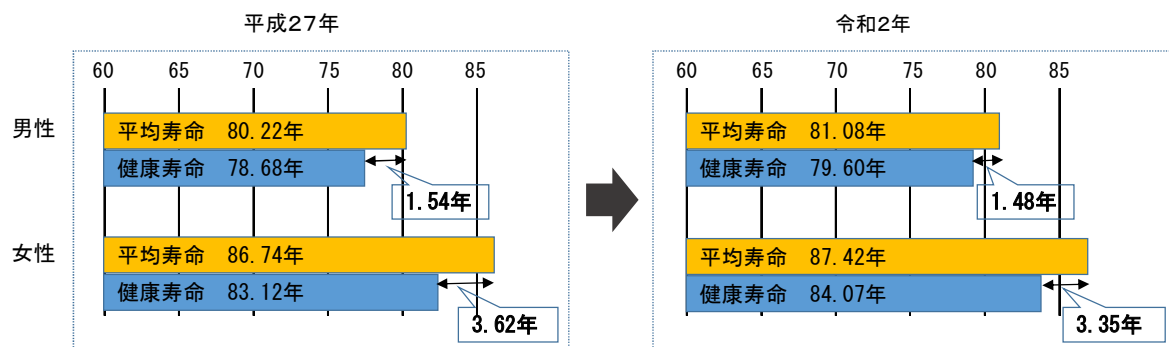 平成27年
60 65 70 75 80 85
男性
平均寿命 80.22年
健康寿命 78.68年
1.54年
女性
平均寿命 86.74年
健康寿命 83.12年
3.62年
令和2年
60 65 70 75 80 85
平均寿命 81.08年
健康寿命 79.60年
1.48年
平均寿命 87.42年
健康寿命 84.07年
3.35年